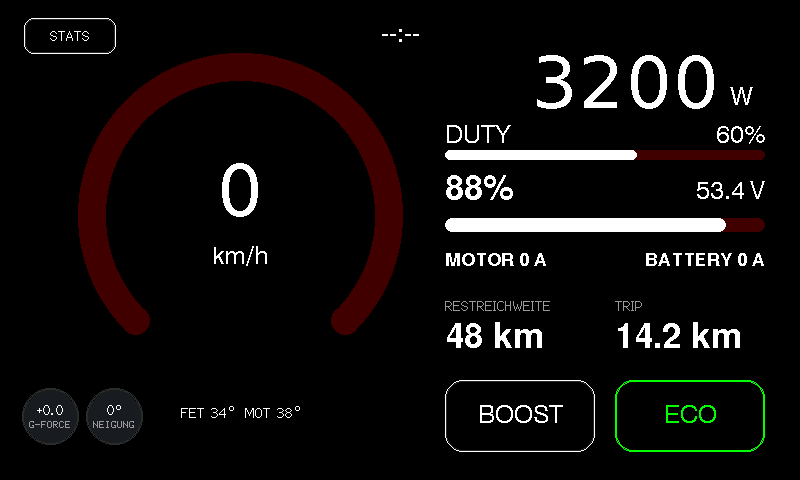 STATS
--:--
3200 W
DUTY 60%
88% 53.4 V
0
km/h
MOTOR 0 A BATTERY 0 A
RESTREICHWEITE TRIP
48 km 14.2 km
+0.0 0°
G-FORCE NEIGUNG
FET 34° MOT 38°
BOOST ECO